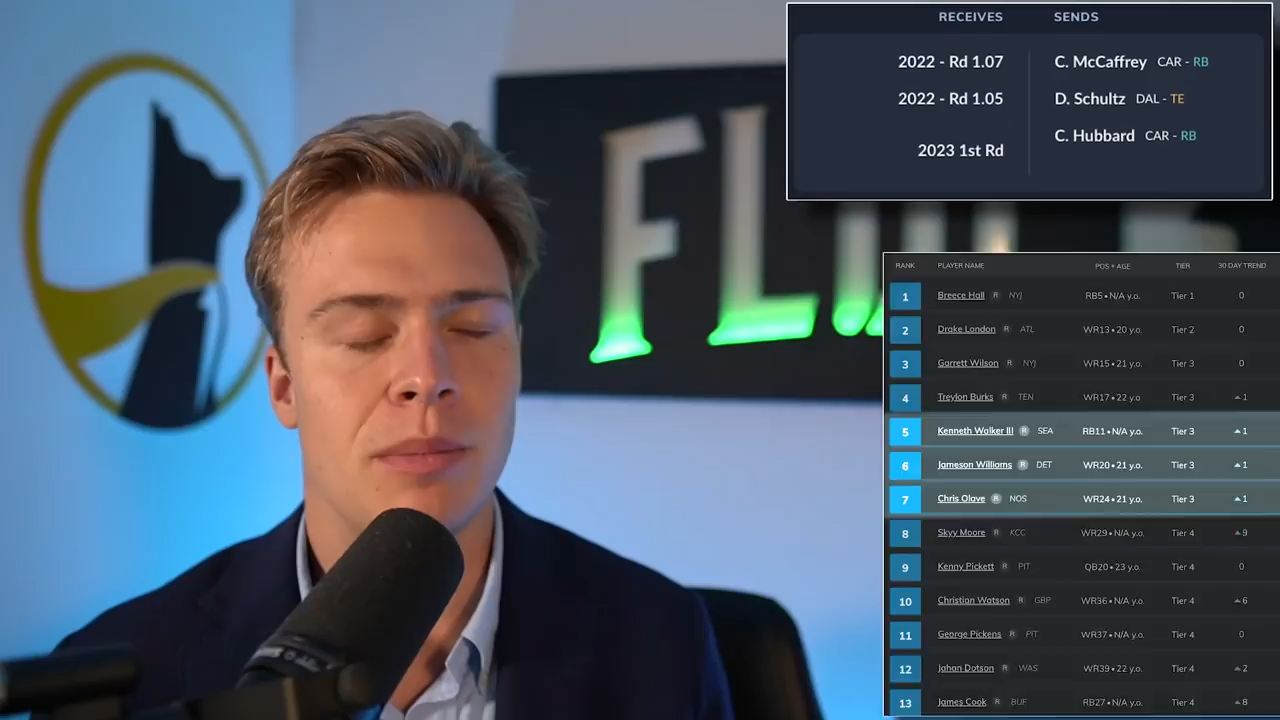 RECEIVES SENDS
2022 - Rd 1.07 C. McCaffrey CAR - RB
2022 - Rd 1.05 D. Schultz DAL - TE
2023 1st Rd C. Hubbard CAR - RB
RANK PLAYER NAME POS + AGE TIER 30 DAY TREND
1 Breece Hall R NYJ RB5 • N/A y.o. Tier 1 0
2 Drake London R ATL WR13 • 20 y.o. Tier 2 0
3 Garrett Wilson R NYJ WR15 • 21 y.o. Tier 3 0
4 Treylon Burks R TEN WR17 • 22 y.o Tier 3 1
5 Kenneth Walker III R SEA RB11 • N/A y.o. Tier 3 1
6 Jameson Williams R DET WR20 • 21 y.o. Tier 3 1
7 Chris Olave R NOS WR24 • 21 y.o. Tier 3 1
8 Skyy Moore R KCC WR29 • N/A y.o. Tier 4 9
9 Kenny Pickett R PIT QB20 • 23 y.o. Tier 4 0
10 Christian Watson R GBP WR36 • N/A y.o. Tier 4 6
11 George Pickens R PIT WR37 • N/A y.o. Tier 4 0
12 Jahan Dotson R WAS WR39 • 22 y.o. Tier 4 2
13 James Cook R BUF RB27 • N/A y.o. Tier 4 8